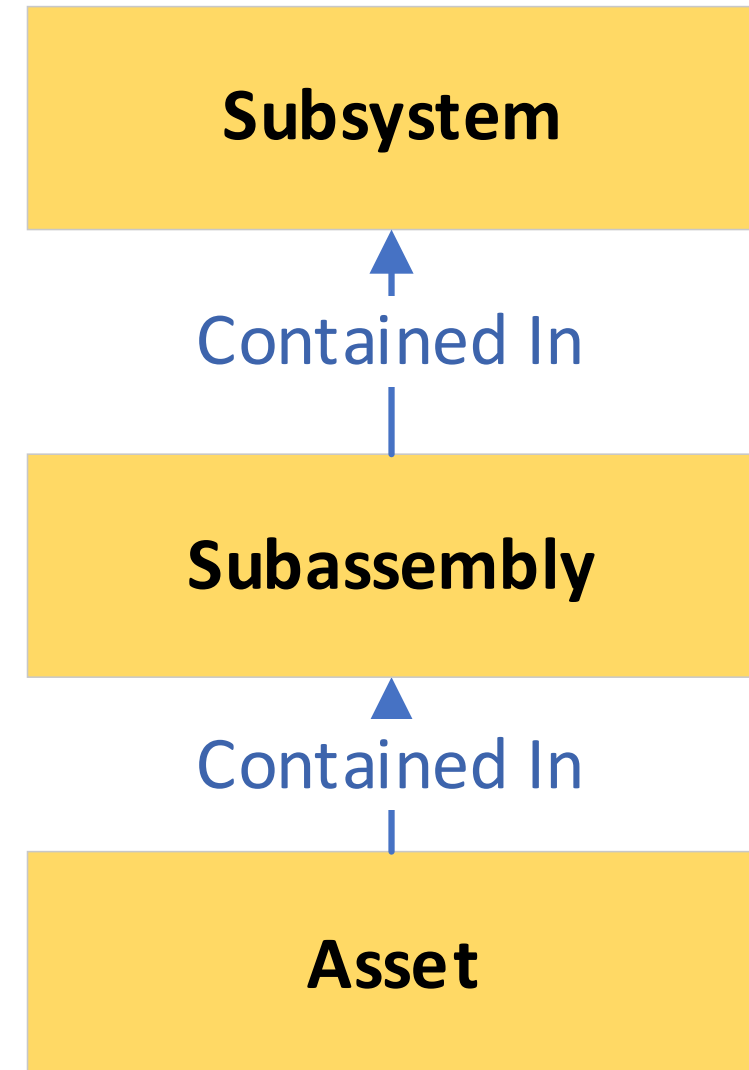 Subsystem
Contained In
Subassembly
Contained In
Asset